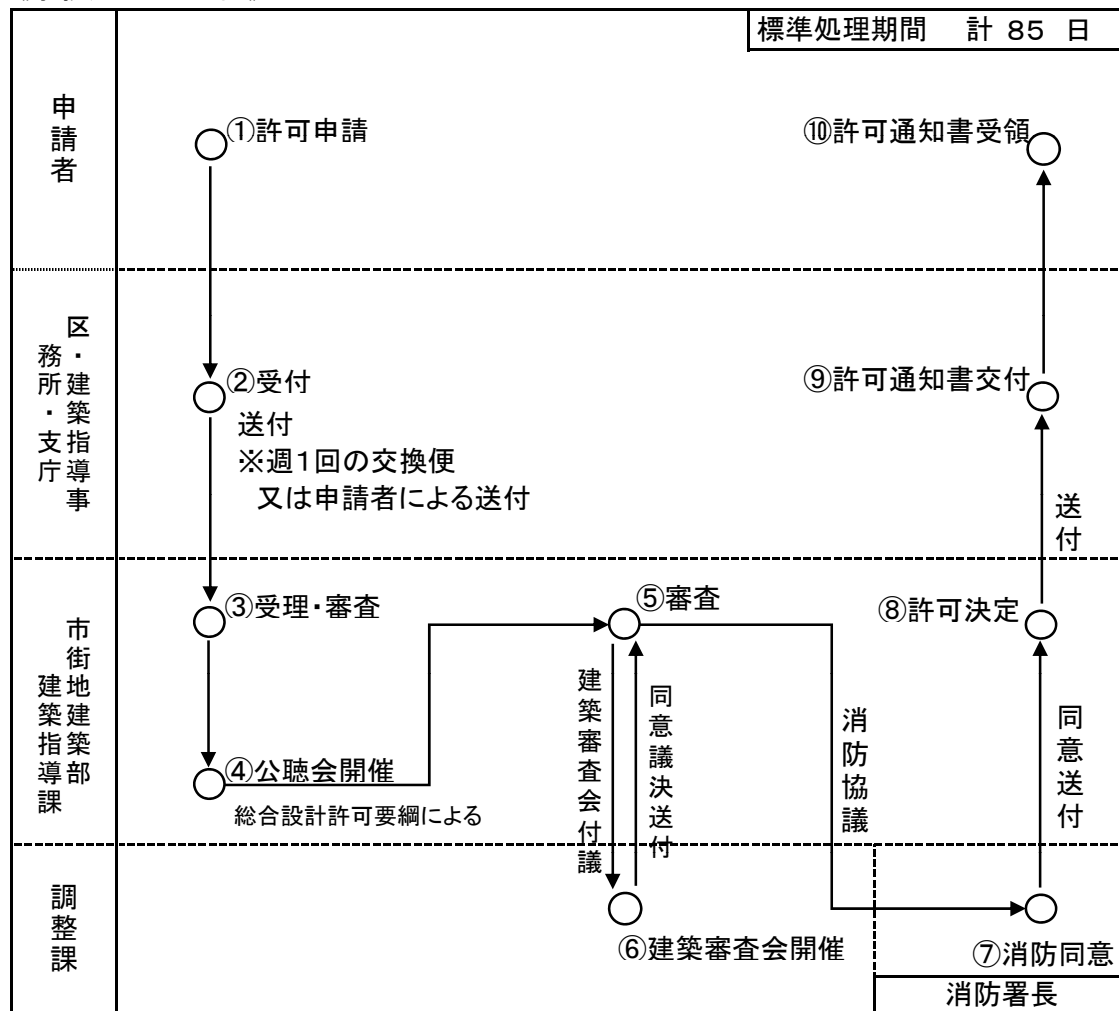 標準処理期間　計 85 日
申請者
①許可申請
⑩許可通知書受領
区・建築指導事
務所・支庁
②受付
送付
※週1回の交換便
又は申請者による送付
⑨許可通知書交付
送付
市街地建築部
建築指導課
③受理・審査
⑤審査
⑧許可決定
④公聴会開催
総合設計許可要綱による
建築審査会付議
同意議決送付
消防協議
同意送付
調整課
⑥建築審査会開催
⑦消防同意
消防署長